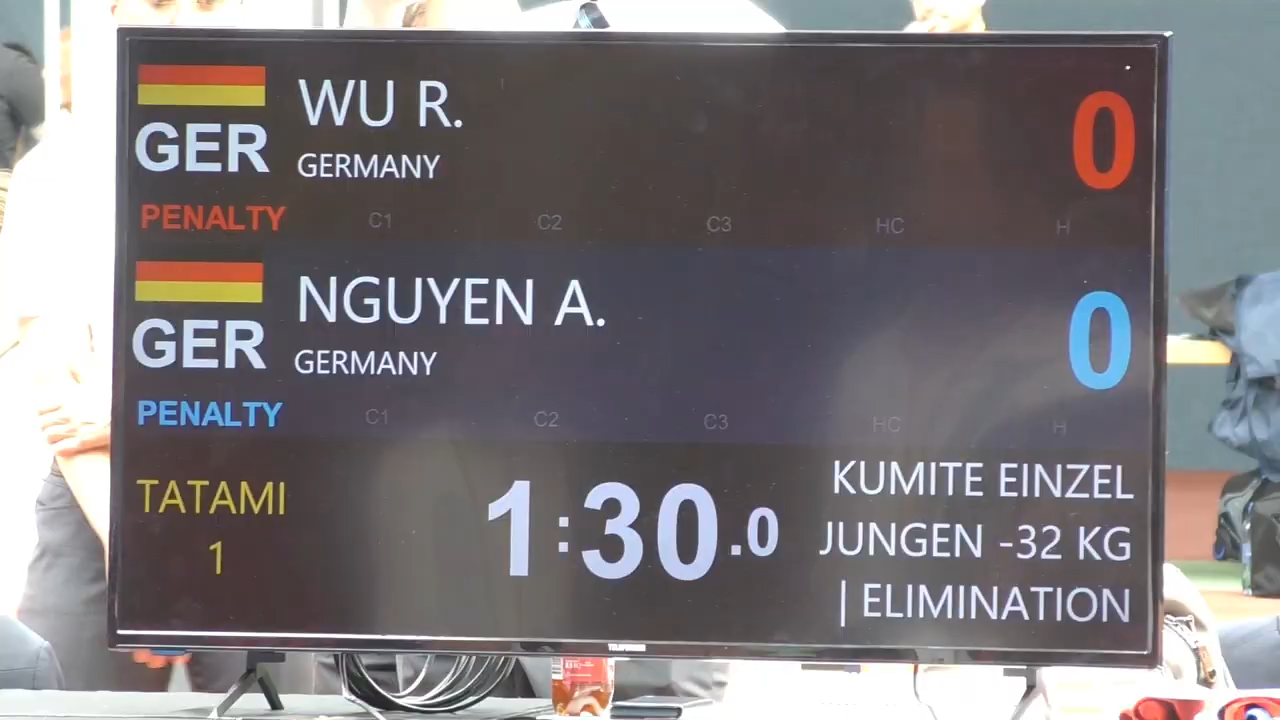 GER
WU R.
GERMANY
0
PENALTY C1 C2 C3 HC H
GER
NGUYEN A.
GERMANY
0
PENALTY C1 C2 C3 HC H
TATAMI
1
1:30.0
KUMITE EINZEL
JUNGEN -32 KG
| ELIMINATION
TELEFUNKEN